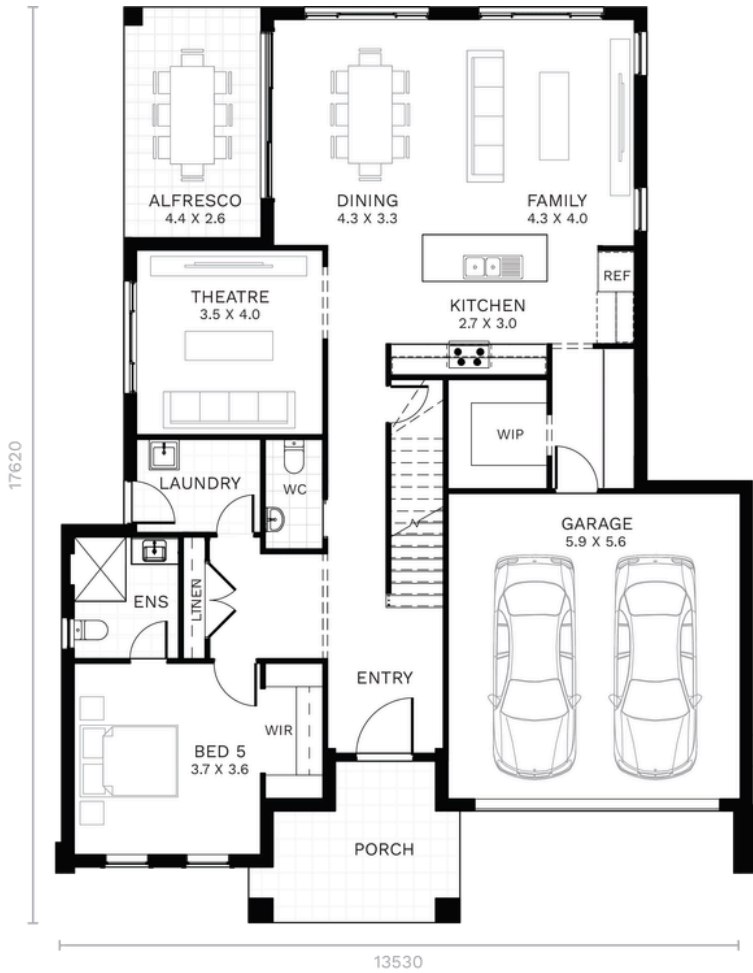 ALFRESCO
4.4 X 2.6
DINING
4.3 X 3.3
FAMILY
4.3 X 4.0
REF
THEATRE
3.5 X 4.0
KITCHEN
2.7 X 3.0
WIP
17620
LAUNDRY
WC
GARAGE
5.9 X 5.6
ENS
LINEN
ENTRY
WIR
BED 5
3.7 X 3.6
PORCH
13530